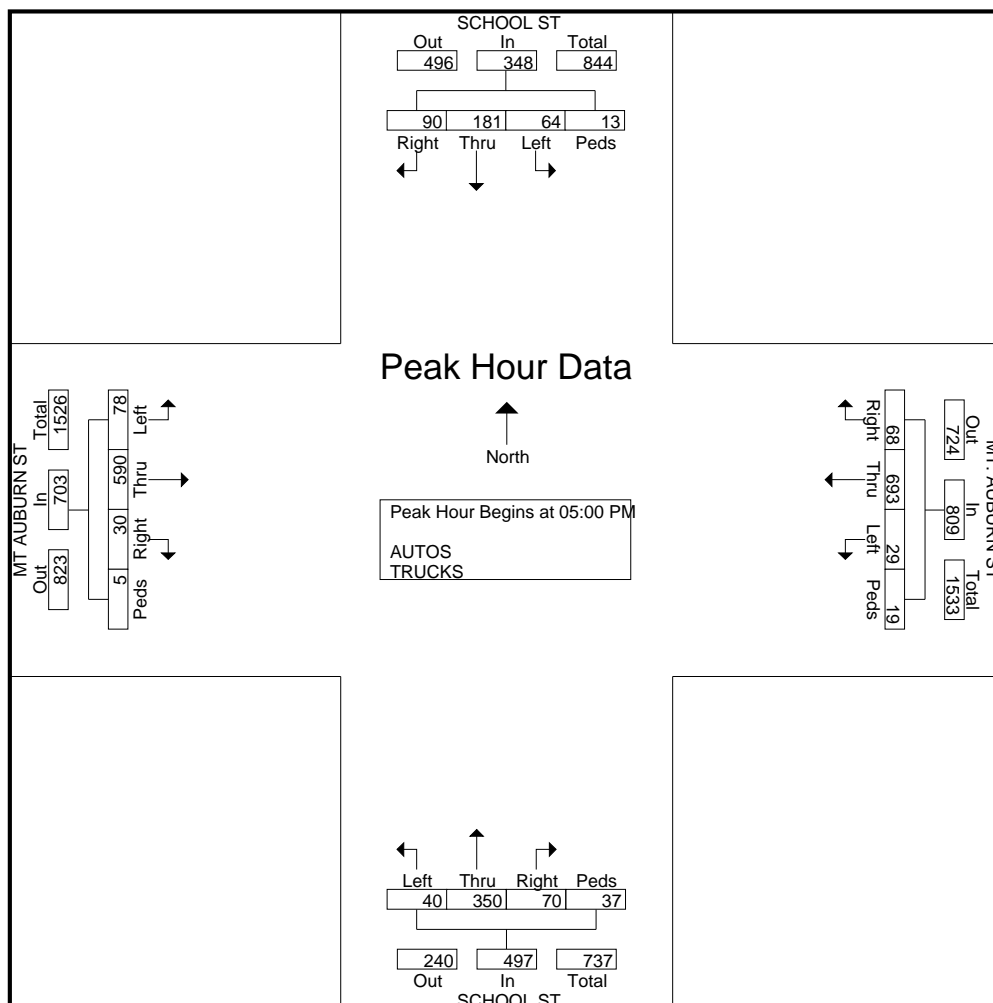 SCHOOL ST
Out In Total
496 348 844
90 181 64 13
Right Thru Left Peds
Peak Hour Data
North
Peak Hour Begins at 05:00 PM
AUTOS
TRUCKS
MT AUBURN ST
Out In Total
823 703 1526
5 30 590 78
Peds Right Thru Left
MT. AUBURN ST
Out In Total
724 809 1533
68 693 29 19
Right Thru Left Peds
Left Thru Right Peds
40 350 70 37
240 497 737
Out In Total
SCHOOL ST